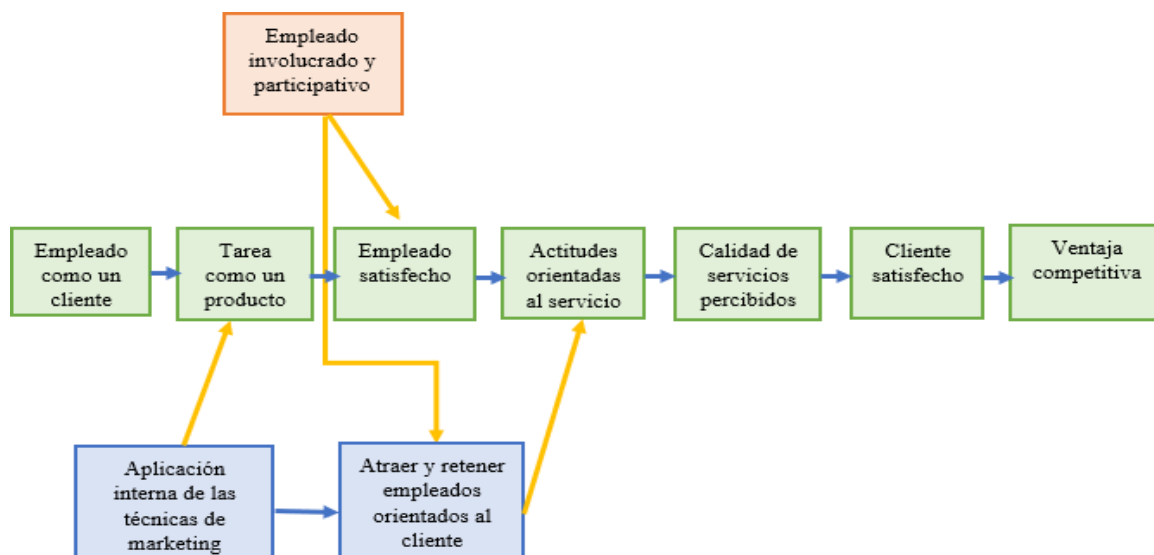 Empleado
involucrado y
participativo
Empleado
como un
cliente
Tarea
como un
producto
Empleado
satisfecho
Actitudes
orientadas
al servicio
Calidad de
servicios
percibidos
Cliente
satisfecho
Ventaja
competitiva
Aplicación
interna de las
técnicas de
marketing
Atraer y retener
empleados
orientados al
cliente